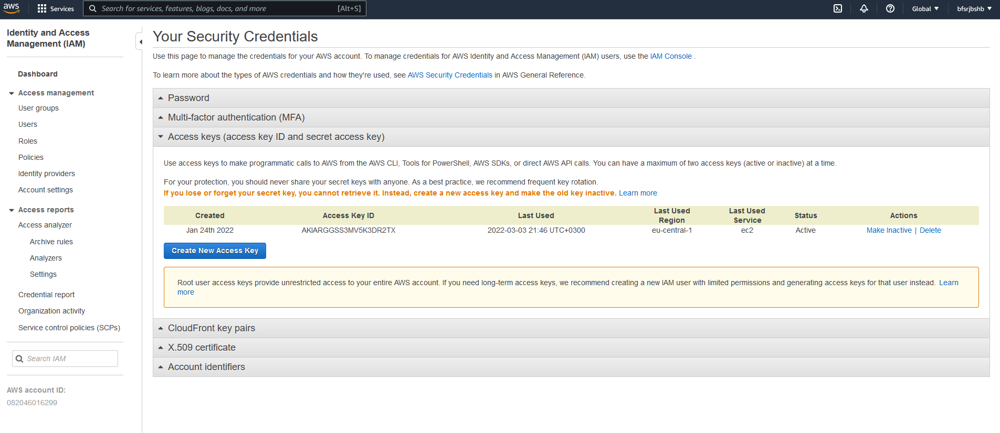 aws
Services
Search for services, features, blogs, docs, and more [Alt+S]
Global
bfsrjbshb
Identity and Access
Management (IAM)
Dashboard
Access management
User groups
Users
Roles
Policies
Identity providers
Account settings
Access reports
Access analyzer
Archive rules
Analyzers
Settings
Credential report
Organization activity
Service control policies (SCPs)
Search IAM
AWS account ID:
082046016299
Your Security Credentials
Use this page to manage the credentials for your AWS account. To manage credentials for AWS Identity and Access Management (IAM) users, use the IAM Console .
To learn more about the types of AWS credentials and how they're used, see AWS Security Credentials in AWS General Reference.
Password
Multi-factor authentication (MFA)
Access keys (access key ID and secret access key)
Use access keys to make programmatic calls to AWS from the AWS CLI, Tools for PowerShell, AWS SDKs, or direct AWS API calls. You can have a maximum of two access keys (active or inactive) at a time.
For your protection, you should never share your secret keys with anyone. As a best practice, we recommend frequent key rotation.
If you lose or forget your secret key, you cannot retrieve it. Instead, create a new access key and make the old key inactive. Learn more
Created Access Key ID Last Used Last Used Region Last Used Service Status Actions
Jan 24th 2022 AKIARGGSS3MV5K3DR2TX 2022-03-03 21:46 UTC+0300 eu-central-1 ec2 Active Make Inactive | Delete
Create New Access Key
Root user access keys provide unrestricted access to your entire AWS account. If you need long-term access keys, we recommend creating a new IAM user with limited permissions and generating access keys for that user instead. Learn
more
CloudFront key pairs
X.509 certificate
Account identifiers